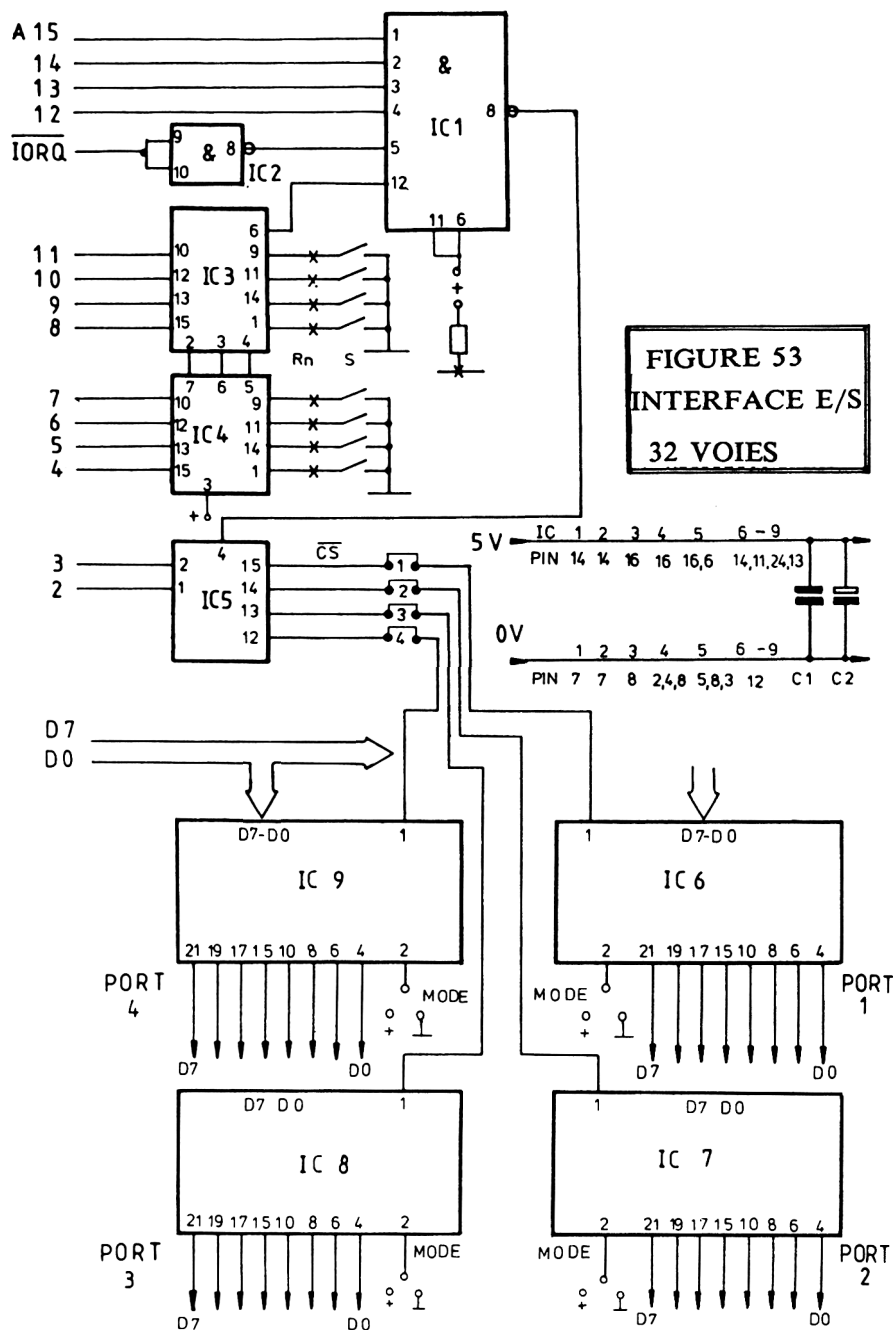 A 15
14
13
12
IORQ
1
2
3
4
5
12
&
IC1
8
11 6
+
9
10
&
8
IC2
11
10
9
8
10
12
13
15
IC3
6
9
11
14
1
2 3 4
Rn S
7
6
5
4
7 6 5
10
12
13
15
IC4
9
11
14
1
3
+
FIGURE 53
INTERFACE E/S
32 VOIES
3
2
2
1
4
IC5
15
14
13
12
CS
1
2
3
4
5V IC 1 2 3 4 5 6 - 9
PIN 14 14 16 16 16,6 14,11,24,13
0V 1 2 3 4 5 6 - 9
PIN 7 7 8 2,4,8 5,8,3 12 C1 C2
D7
D0
D7-D0 1
IC 9
21 19 17 15 10 8 6 4 2
PORT
4
MODE
+
D7 D0
1 D7-D0
IC 6
2 21 19 17 15 10 8 6 4
MODE
PORT
1
+
D7 D0
D7 D0 1
IC 8
21 19 17 15 10 8 6 4 2
PORT
3
MODE
+
D7 D0
1 D7 D0
IC 7
2 21 19 17 15 10 8 6 4
MODE
PORT
2
+
D7 D0